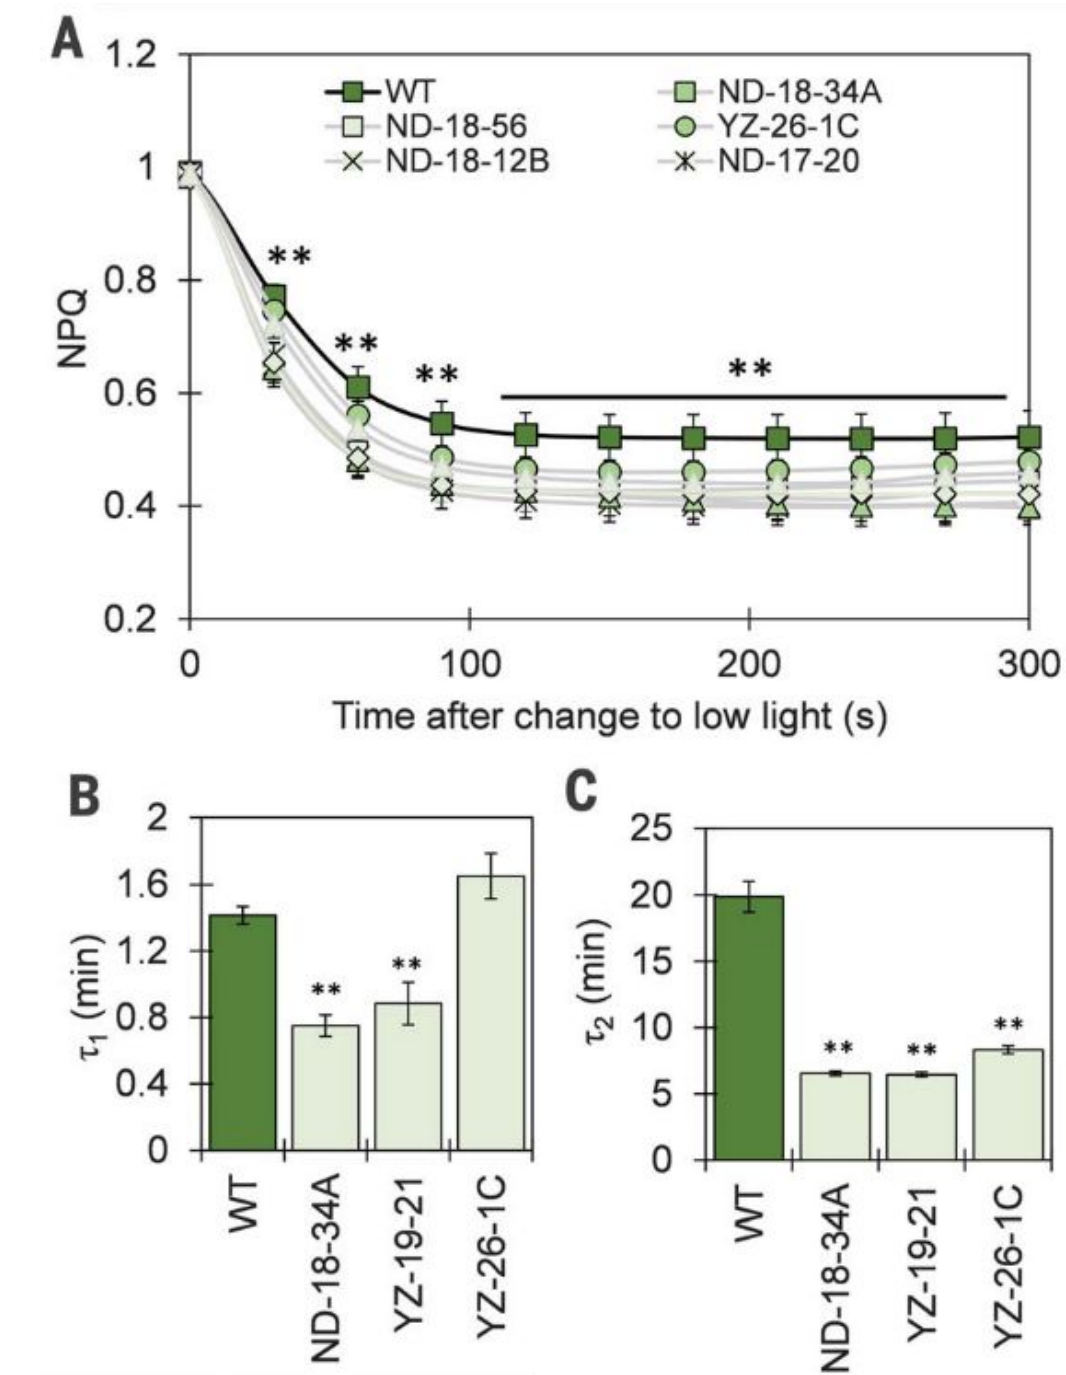 A
1.2
WT
ND-18-34A
ND-18-56
YZ-26-1C
ND-18-12B
ND-17-20
1
**
0.8
NPQ
**
**
**
0.6
0.4
0.2
0
100
200
300
Time after change to low light (s)
B
2
1.6
1.2
0.8
0.4
0
τ1 (min)
**
**
WT
ND-18-34A
YZ-19-21
YZ-26-1C
C
25
20
15
10
5
0
τ2 (min)
**
**
**
WT
ND-18-34A
YZ-19-21
YZ-26-1C